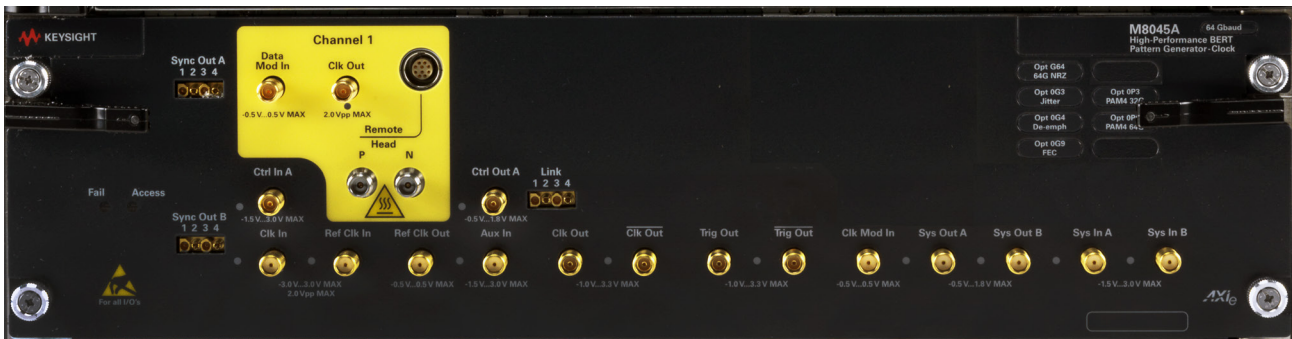 KEYSIGHT
Channel 1
M8045A
64 Gbaud
High-Performance BERT
Pattern Generator-Clock
Sync Out A
1 2 3 4
Data
Mod In
Clk Out
-0.5 V...0.5 V MAX
2.0 Vpp MAX
Remote
Head
P
N
Opt G64
64G NRZ
Opt 0G3
Jitter
Opt 0P3
Opt 0G4
De-emph
Opt 0G9
FEC
Fail
Access
Ctrl In A
-1.5 V...3.0 V MAX
Ctrl Out A
-0.5 V...1.8 V MAX
Link
1 2 3 4
Sync Out B
1 2 3 4
Clk In
Ref Clk In
Ref Clk Out
Aux In
Clk Out
Clk Out
Trig Out
Trig Out
Clk Mod In
Sys Out A
Sys Out B
Sys In A
Sys In B
-3.0 V...3.0 V MAX
2.0 Vpp MAX
-0.5 V...0.5 V MAX
-1.5 V...3.0 V MAX
-1.0 V...3.3 V MAX
-1.0 V...3.3 V MAX
-0.5 V...0.5 V MAX
-0.5 V...1.8 V MAX
-1.5 V...3.0 V MAX
For all I/O's
AXIe